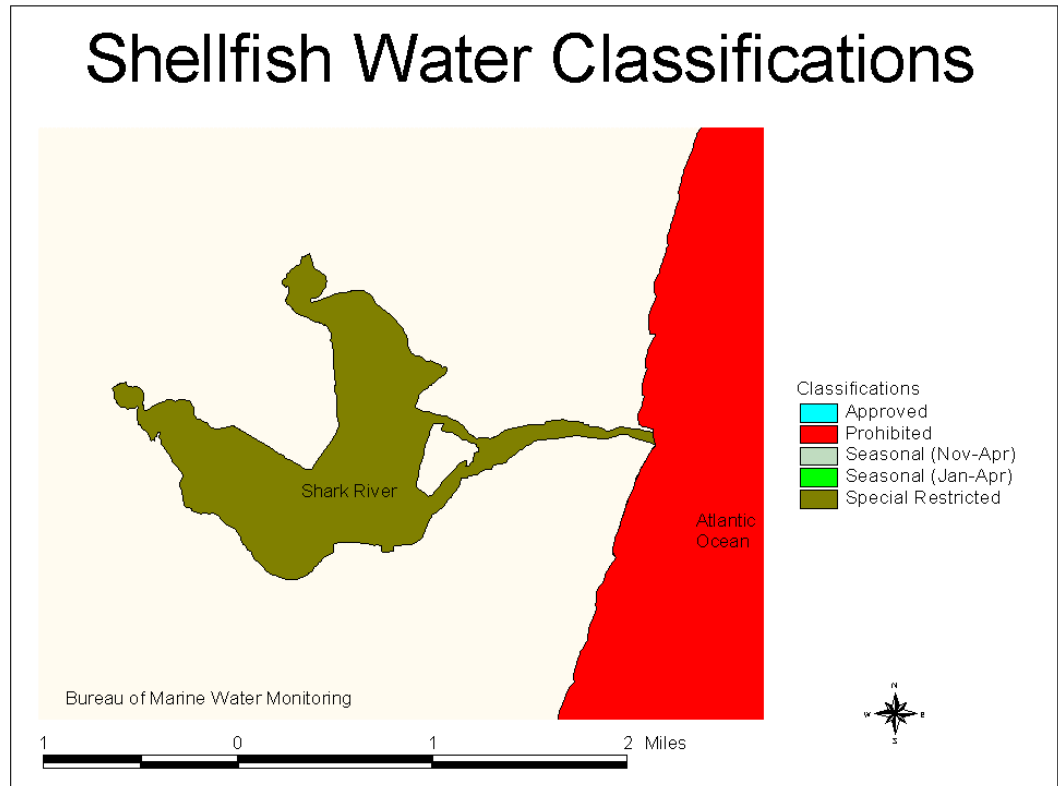 Shellfish Water Classifications
Classifications
Approved
Prohibited
Seasonal (Nov-Apr)
Seasonal (Jan-Apr)
Special Restricted
Shark River
Atlantic
Ocean
Bureau of Marine Water Monitoring
N
W E
S
1 0 1 2 Miles